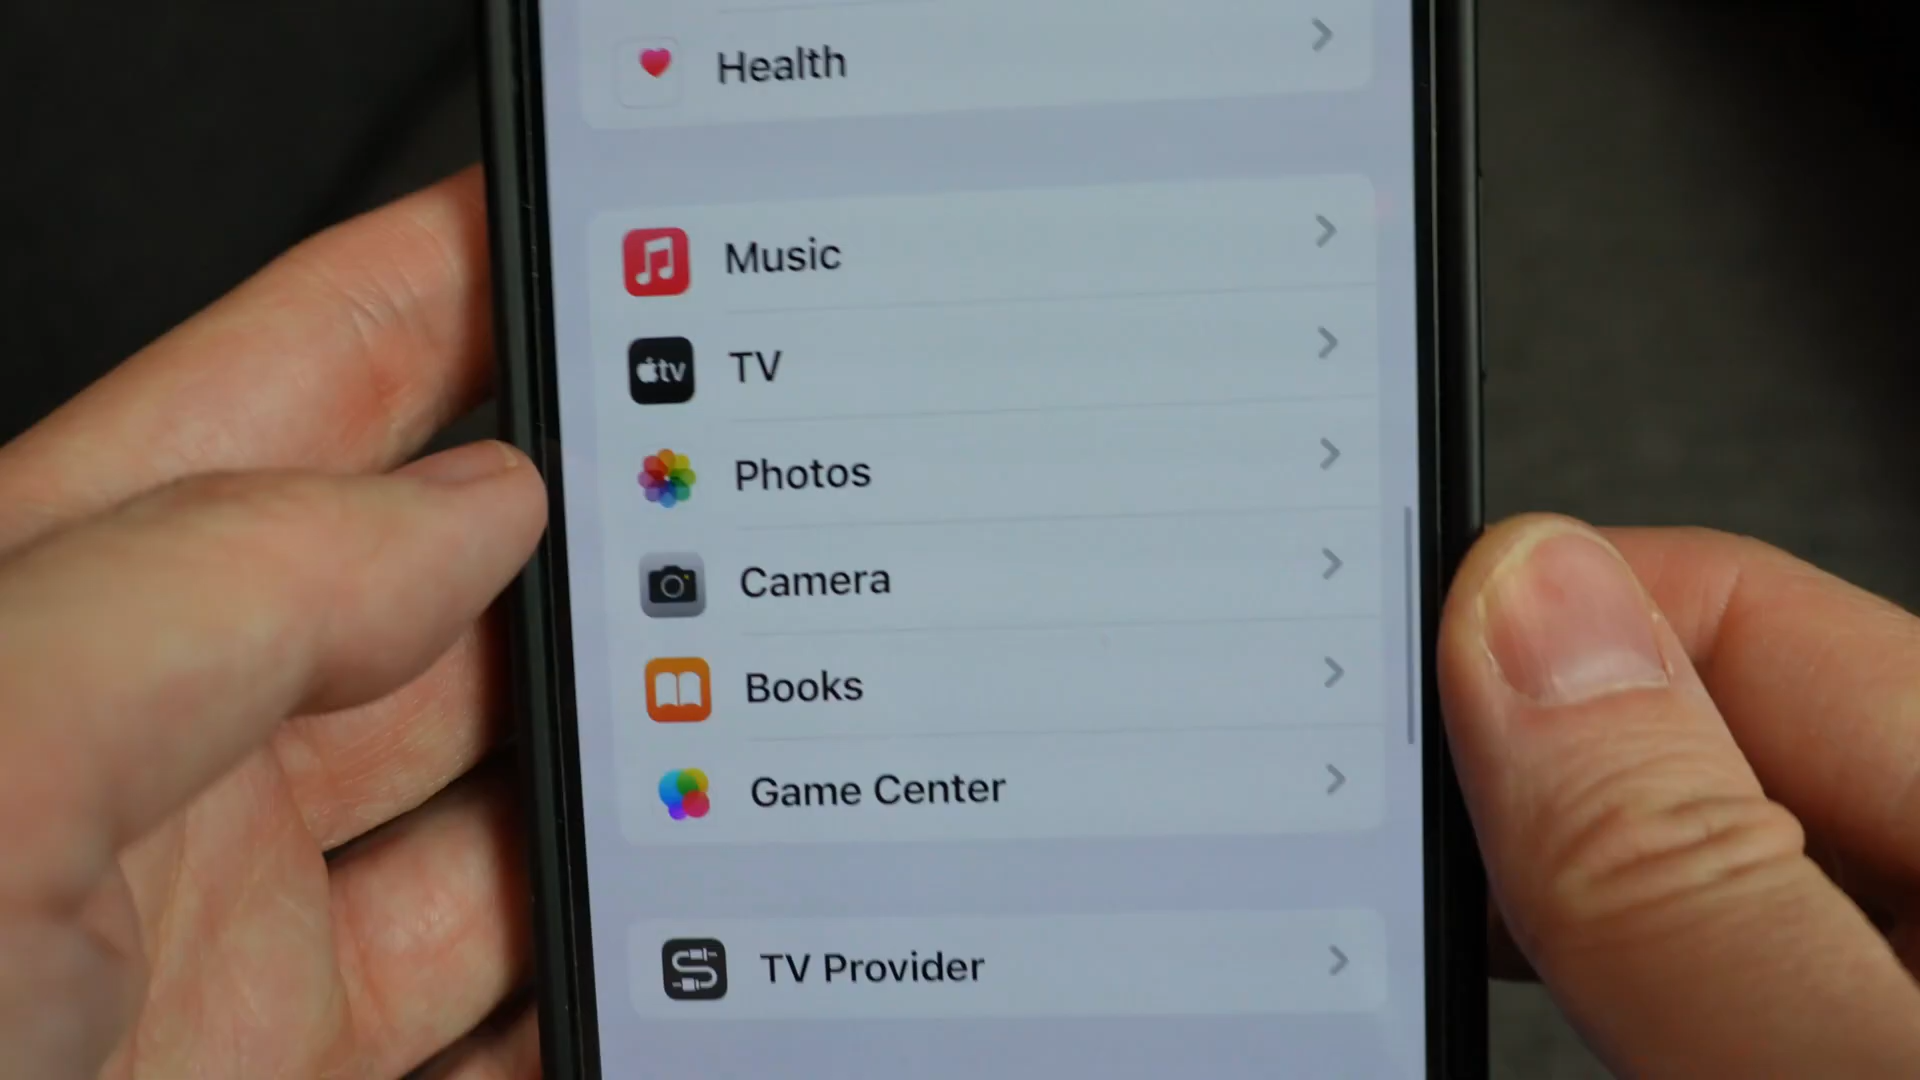 Health
Music
tv
TV
Photos
Camera
Books
Game Center
TV Provider